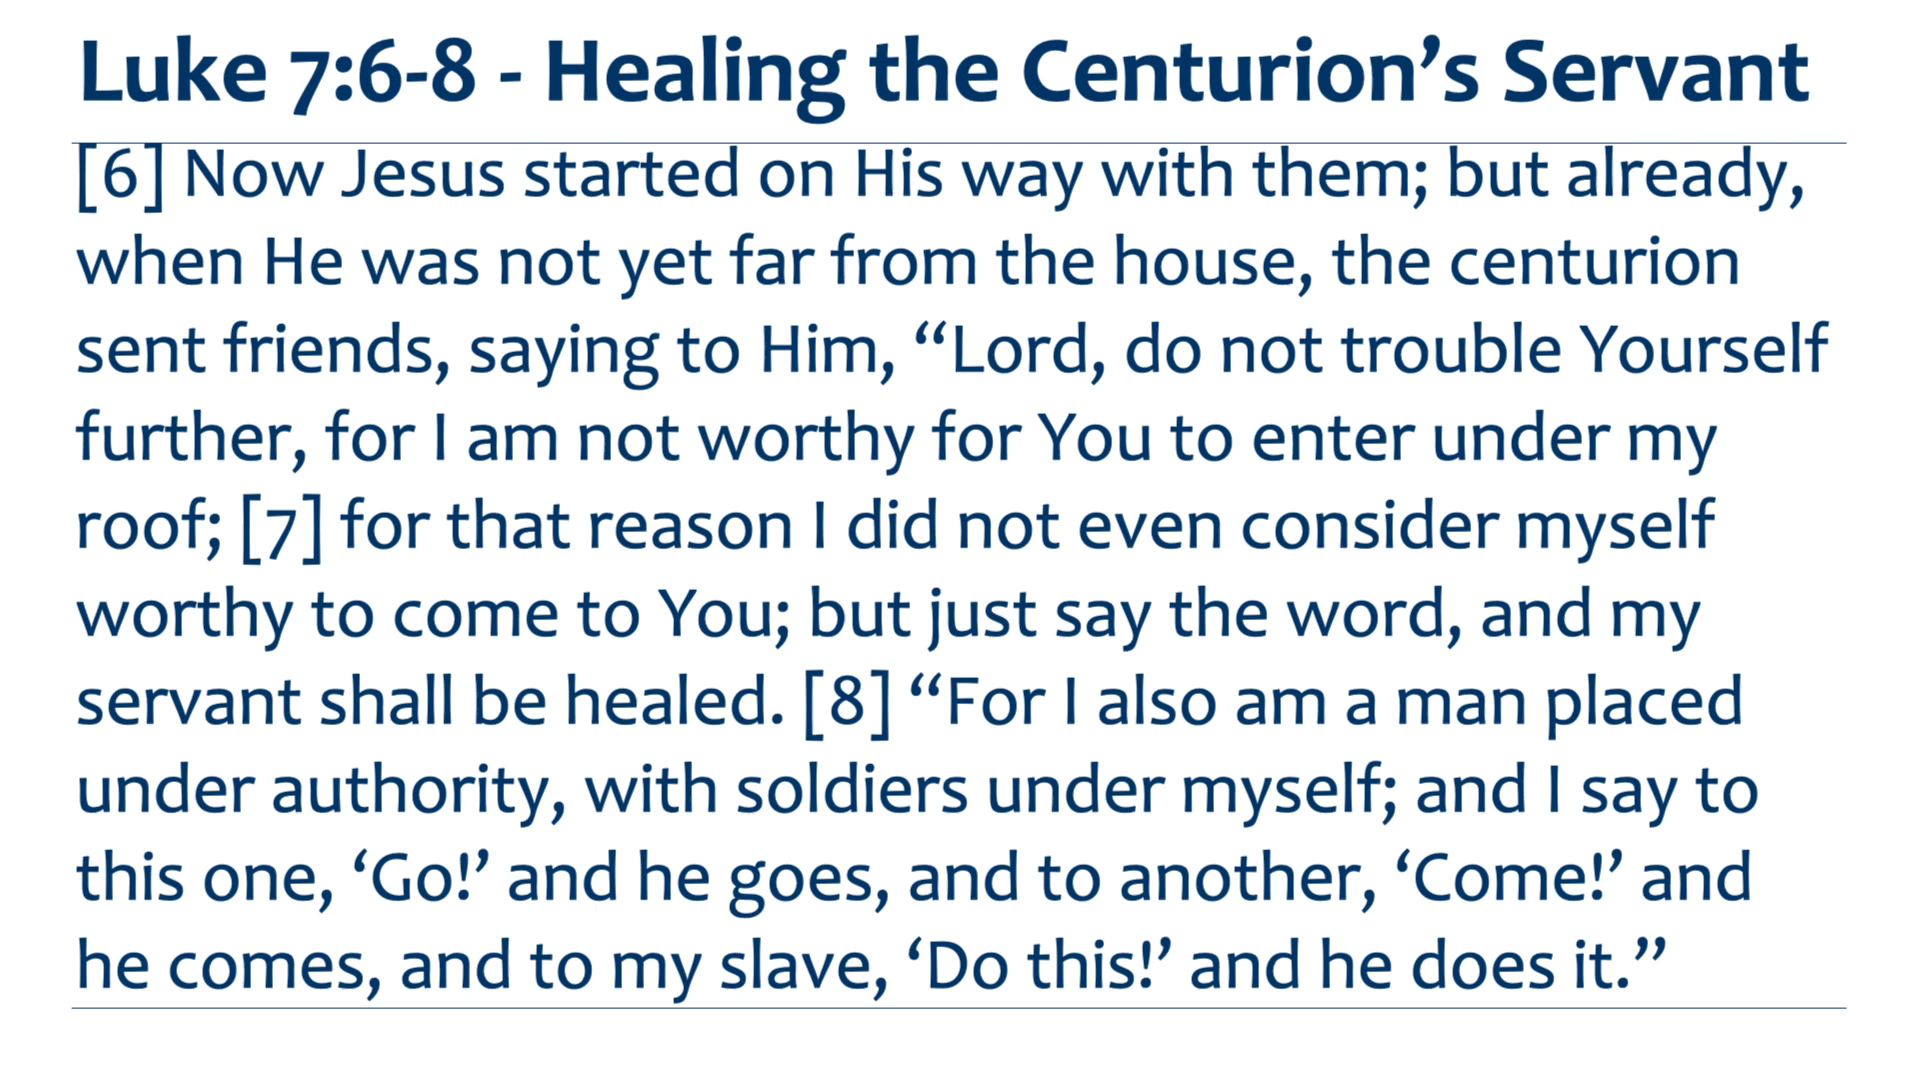 Luke 7:6-8 - Healing the Centurion’s Servant
[6] Now Jesus started on His way with them; but already,
when He was not yet far from the house, the centurion
sent friends, saying to Him, “Lord, do not trouble Yourself
further, for I am not worthy for You to enter under my
roof; [7] for that reason I did not even consider myself
worthy to come to You; but just say the word, and my
servant shall be healed. [8] “For I also am a man placed
under authority, with soldiers under myself; and I say to
this one, ‘Go!’ and he goes, and to another, ‘Come!’ and
he comes, and to my slave, ‘Do this!’ and he does it.”